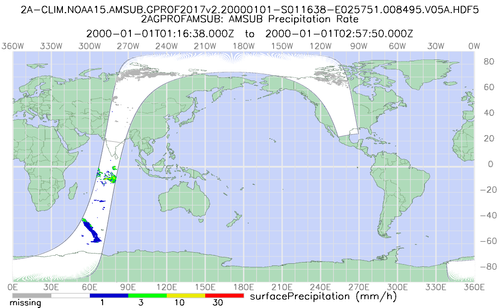 2A-CLIM.NOAA15.AMSUB.GPROF2017v2.20000101-S011638-E025751.008495.V05A.HDF5
2AGPROFAMSUB: AMSUB Precipitation Rate
2000-01-01T01:16:38.000Z to 2000-01-01T02:57:50.000Z
360W 330W 300W 270W 240W 210W 180W 150W 120W 90W 60W 30W 0W
80
60
40
20
0
-20
-40
-60
-80
0E 30E 60E 90E 120E 150E 180E 210E 240E 270E 300E 330E 360E
missing 1 3 10 30 surfacePrecipitation (mm/h)